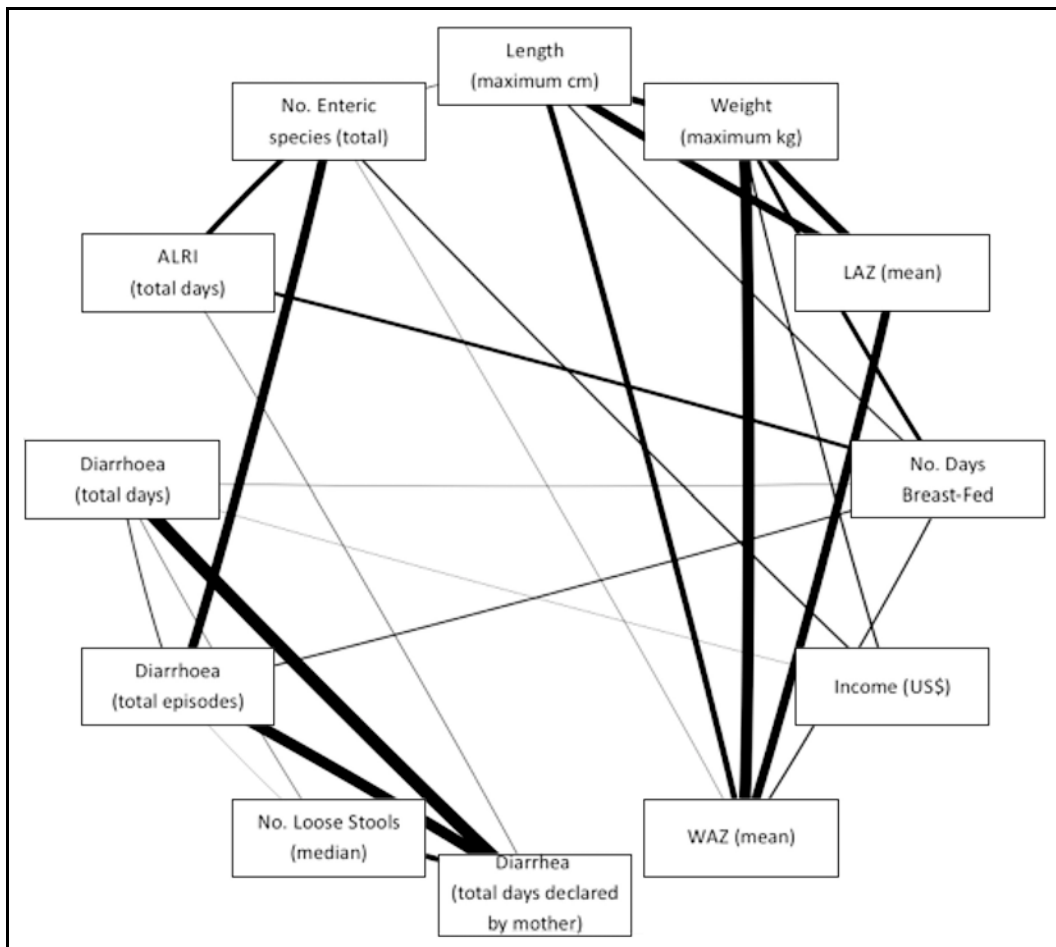 Length
(maximum cm)
No. Enteric
species (total)
Weight
(maximum kg)
ALRI
(total days)
LAZ (mean)
Diarrhoea
(total days)
No. Days
Breast-Fed
Diarrhoea
(total episodes)
Income (US$)
No. Loose Stools
(median)
WAZ (mean)
Diarrhea
(total days declared
by mother)